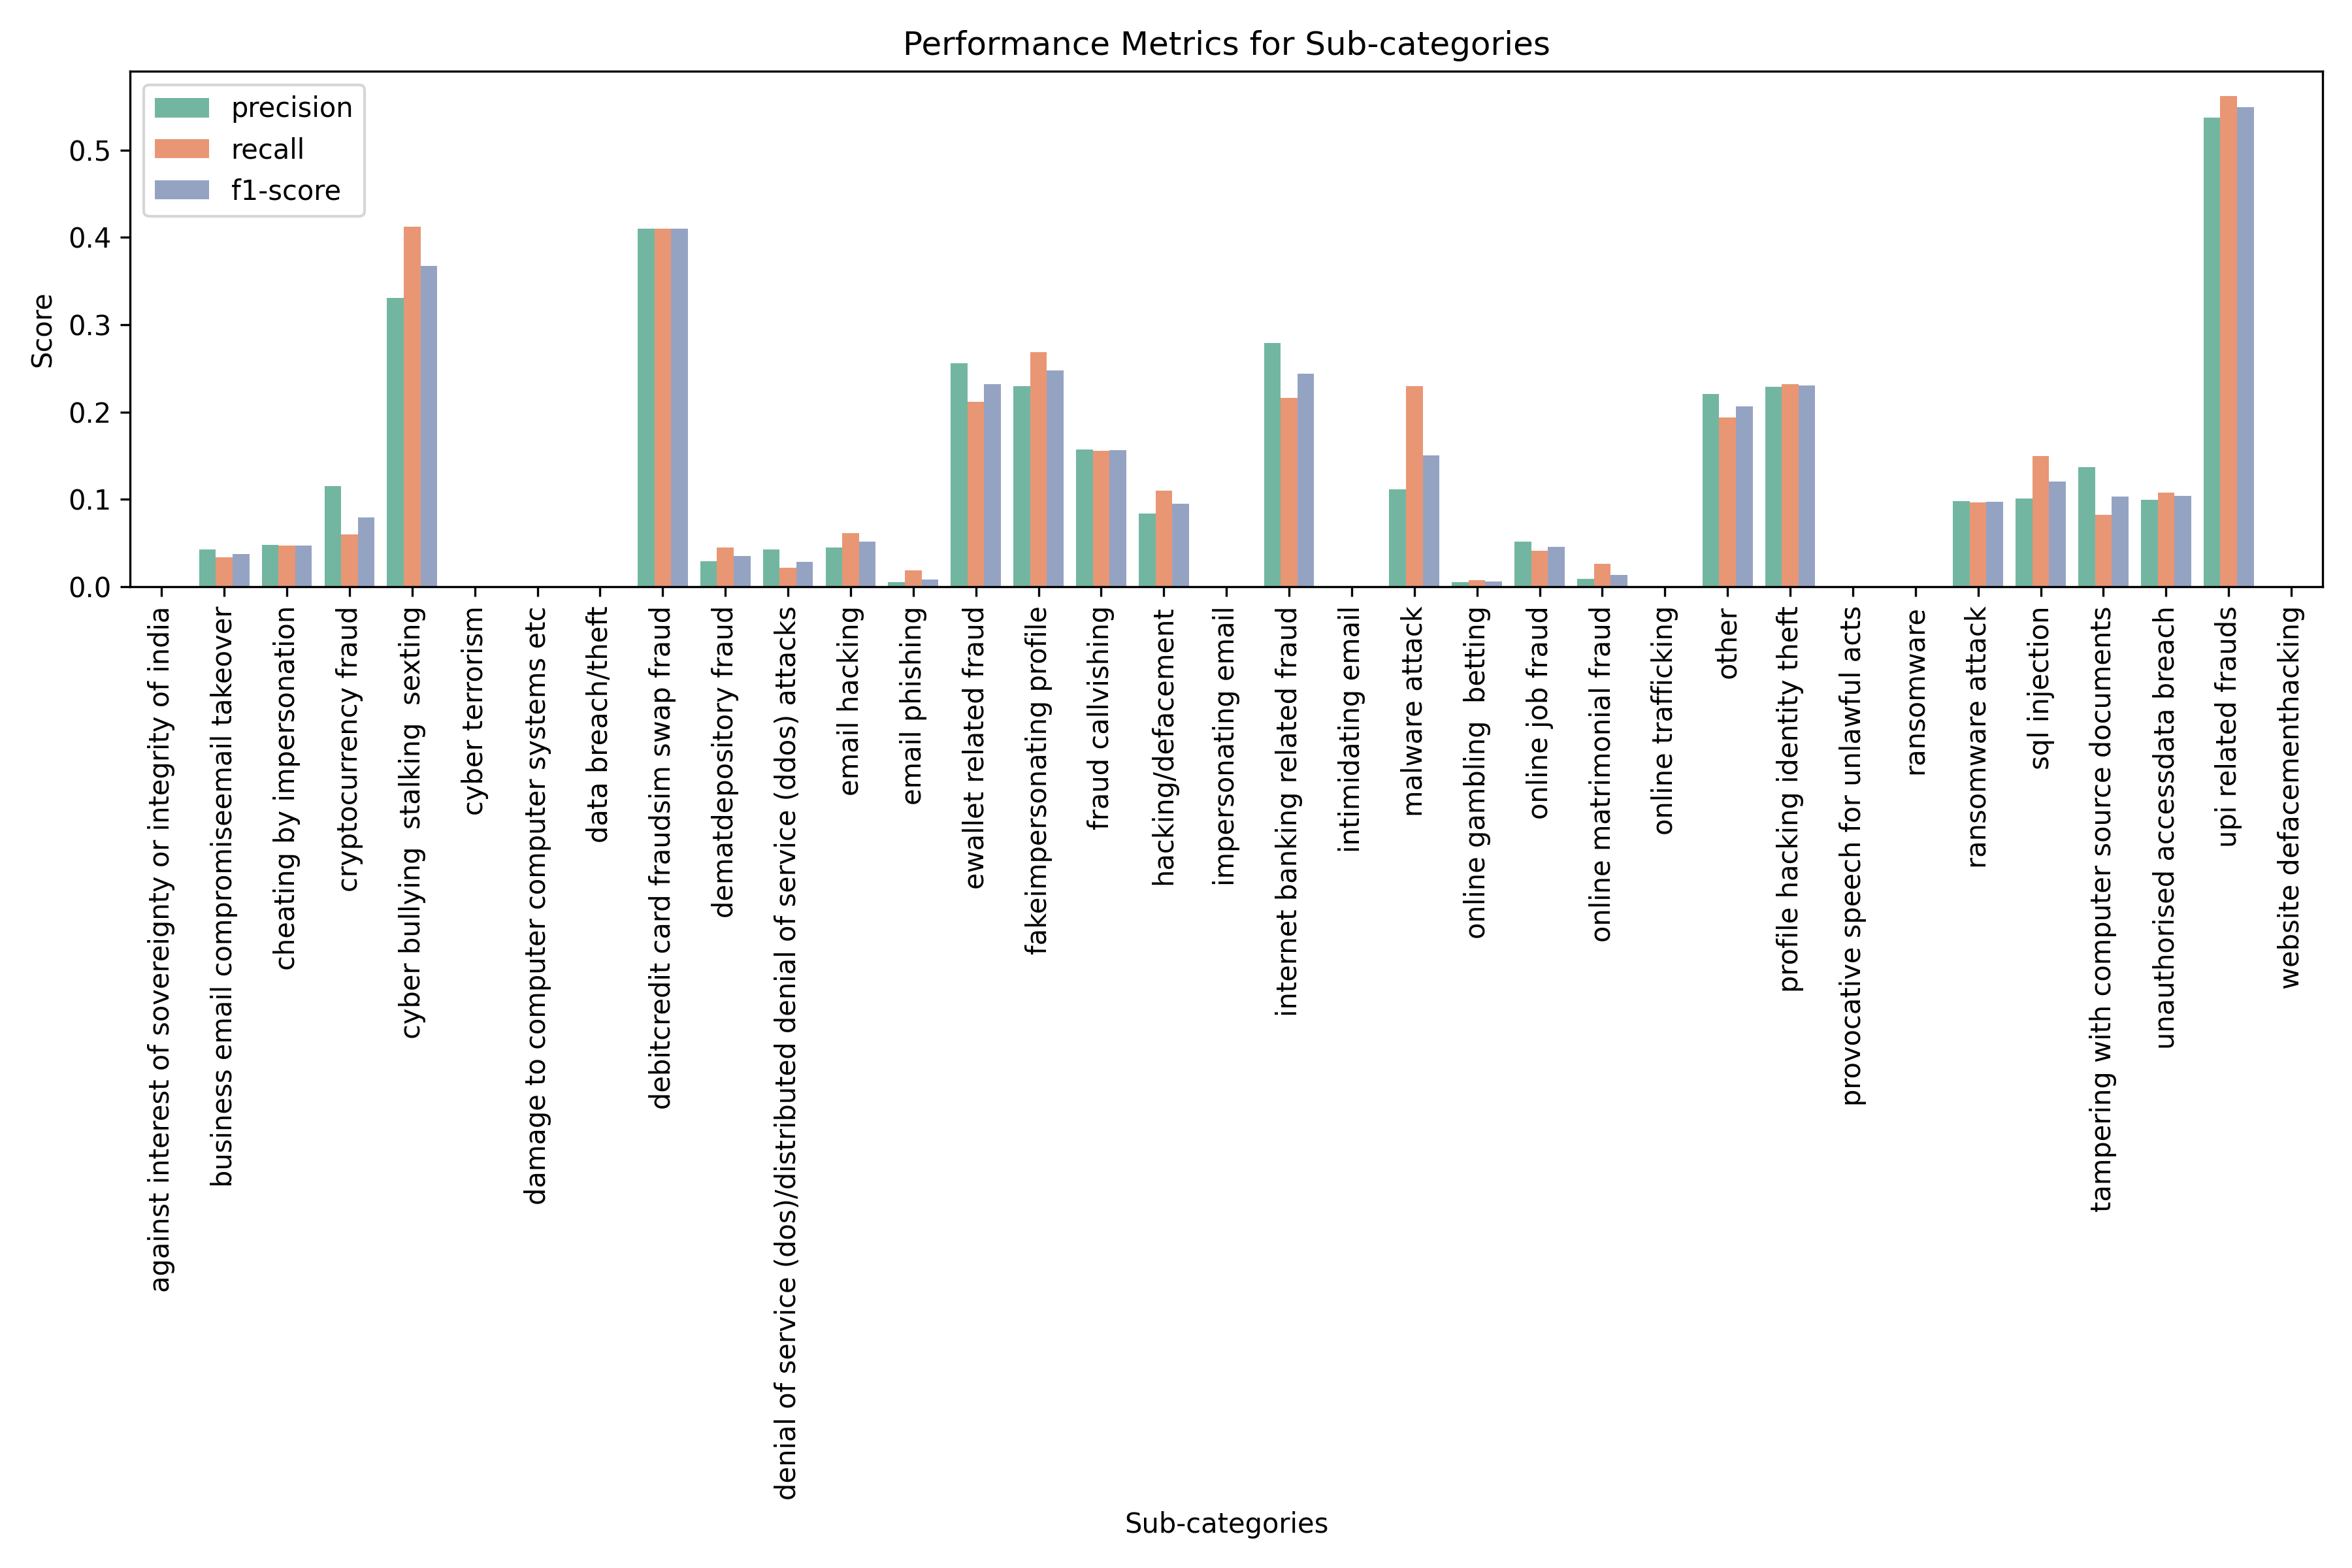 Performance Metrics for Sub-categories
precision
recall
f1-score
Score
0.5
0.4
0.3
0.2
0.1
0.0
against interest of sovereignty or integrity of india
business email compromiseemail takeover
cheating by impersonation
cryptocurrency fraud
cyber bullying  stalking  sexting
cyber terrorism
damage to computer computer systems etc
data breach/theft
debitcredit card fraudsim swap fraud
dematdepository fraud
denial of service (dos)/distributed denial of service (ddos) attacks
email hacking
email phishing
ewallet related fraud
fakeimpersonating profile
fraud callvishing
hacking/defacement
impersonating email
internet banking related fraud
intimidating email
malware attack
online gambling  betting
online job fraud
online matrimonial fraud
online trafficking
other
profile hacking identity theft
provocative speech for unlawful acts
ransomware
ransomware attack
sql injection
tampering with computer source documents
unauthorised accessdata breach
upi related frauds
website defacementhacking
Sub-categories